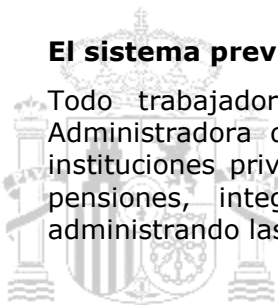 El sistema prev
Todo trabajador
Administradora d
instituciones priv
pensiones, integ
administrando las